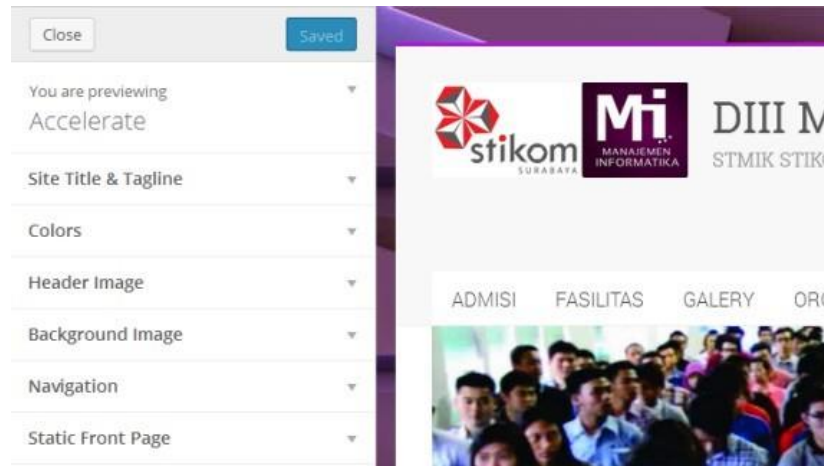 Close
Saved
You are previewing
Accelerate
Site Title & Tagline
Colors
Header Image
Background Image
Navigation
Static Front Page
stikom
SURABAYA
Mi
MANAJEMEN
INFORMATIKA
DIII M
STMIK STIK
ADMISI FASILITAS GALERY OR